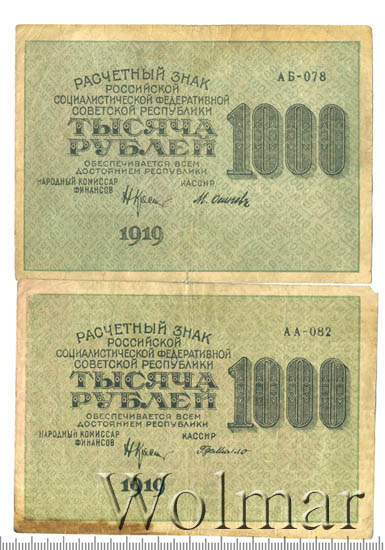 РАСЧЕТНЫЙ ЗНАК
РОССИЙСКОЙ
СОЦИАЛИСТИЧЕСКОЙ ФЕДЕРАТИВНОЙ
СОВЕТСКОЙ РЕСПУБЛИКИ
ТЫСЯЧА
РУБЛЕЙ
ОБЕСПЕЧИВАЕТСЯ ВСЕМ
ДОСТОЯНИЕМ РЕСПУБЛИКИ
НАРОДНЫЙ КОМИССАР
ФИНАНСОВ
КАССИР
1919
АБ-078
1000
РАСЧЕТНЫЙ ЗНАК
РОССИЙСКОЙ
СОЦИАЛИСТИЧЕСКОЙ ФЕДЕРАТИВНОЙ
СОВЕТСКОЙ РЕСПУБЛИКИ
ТЫСЯЧА
РУБЛЕЙ
ОБЕСПЕЧИВАЕТСЯ ВСЕМ
ДОСТОЯНИЕМ РЕСПУБЛИКИ
НАРОДНЫЙ КОМИССАР
ФИНАНСОВ
КАССИР
1919
АА-082
1000
Wolmar